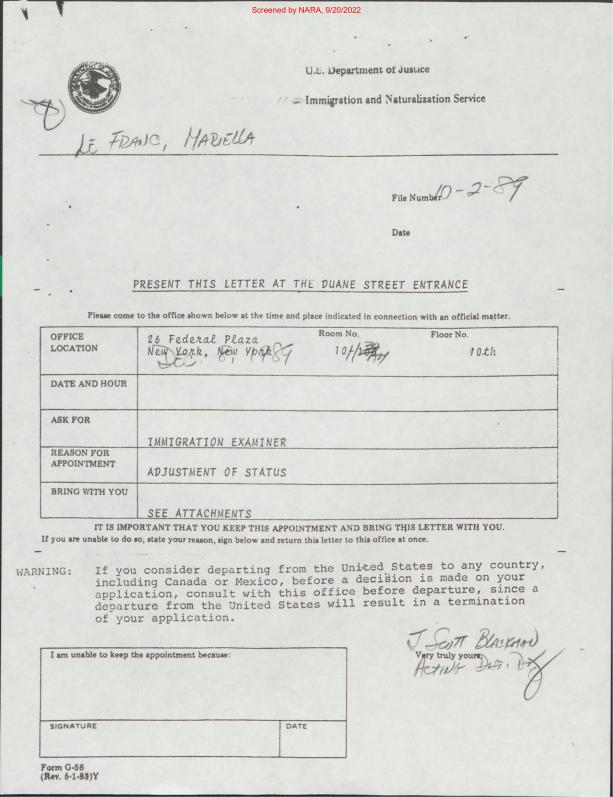 Screened by NARA, 9/20/2022
U.S. Department of Justice
Immigration and Naturalization Service
LE FRANC, MARIELLA
File Number 10-2-89
Date
PRESENT THIS LETTER AT THE DUANE STREET ENTRANCE
Please come to the office shown below at the time and place indicated in connection with an official matter.
OFFICE LOCATION
26 Federal Plaza
New York, New York
Dec. 8, 1989
Room No.
Floor No.
10th
DATE AND HOUR
ASK FOR
IMMIGRATION EXAMINER
REASON FOR APPOINTMENT
ADJUSTMENT OF STATUS
BRING WITH YOU
SEE ATTACHMENTS
IT IS IMPORTANT THAT YOU KEEP THIS APPOINTMENT AND BRING THIS LETTER WITH YOU.
If you are unable to do so, state your reason, sign below and return this letter to this office at once.
WARNING: If you consider departing from the United States to any country,
including Canada or Mexico, before a decision is made on your
application, consult with this office before departure, since a
departure from the United States will result in a termination
of your application.
J Scott Blackman
Very truly yours,
Acting Dist. Dir
I am unable to keep the appointment because:
SIGNATURE
DATE
Form G-56
(Rev. 5-1-83)Y